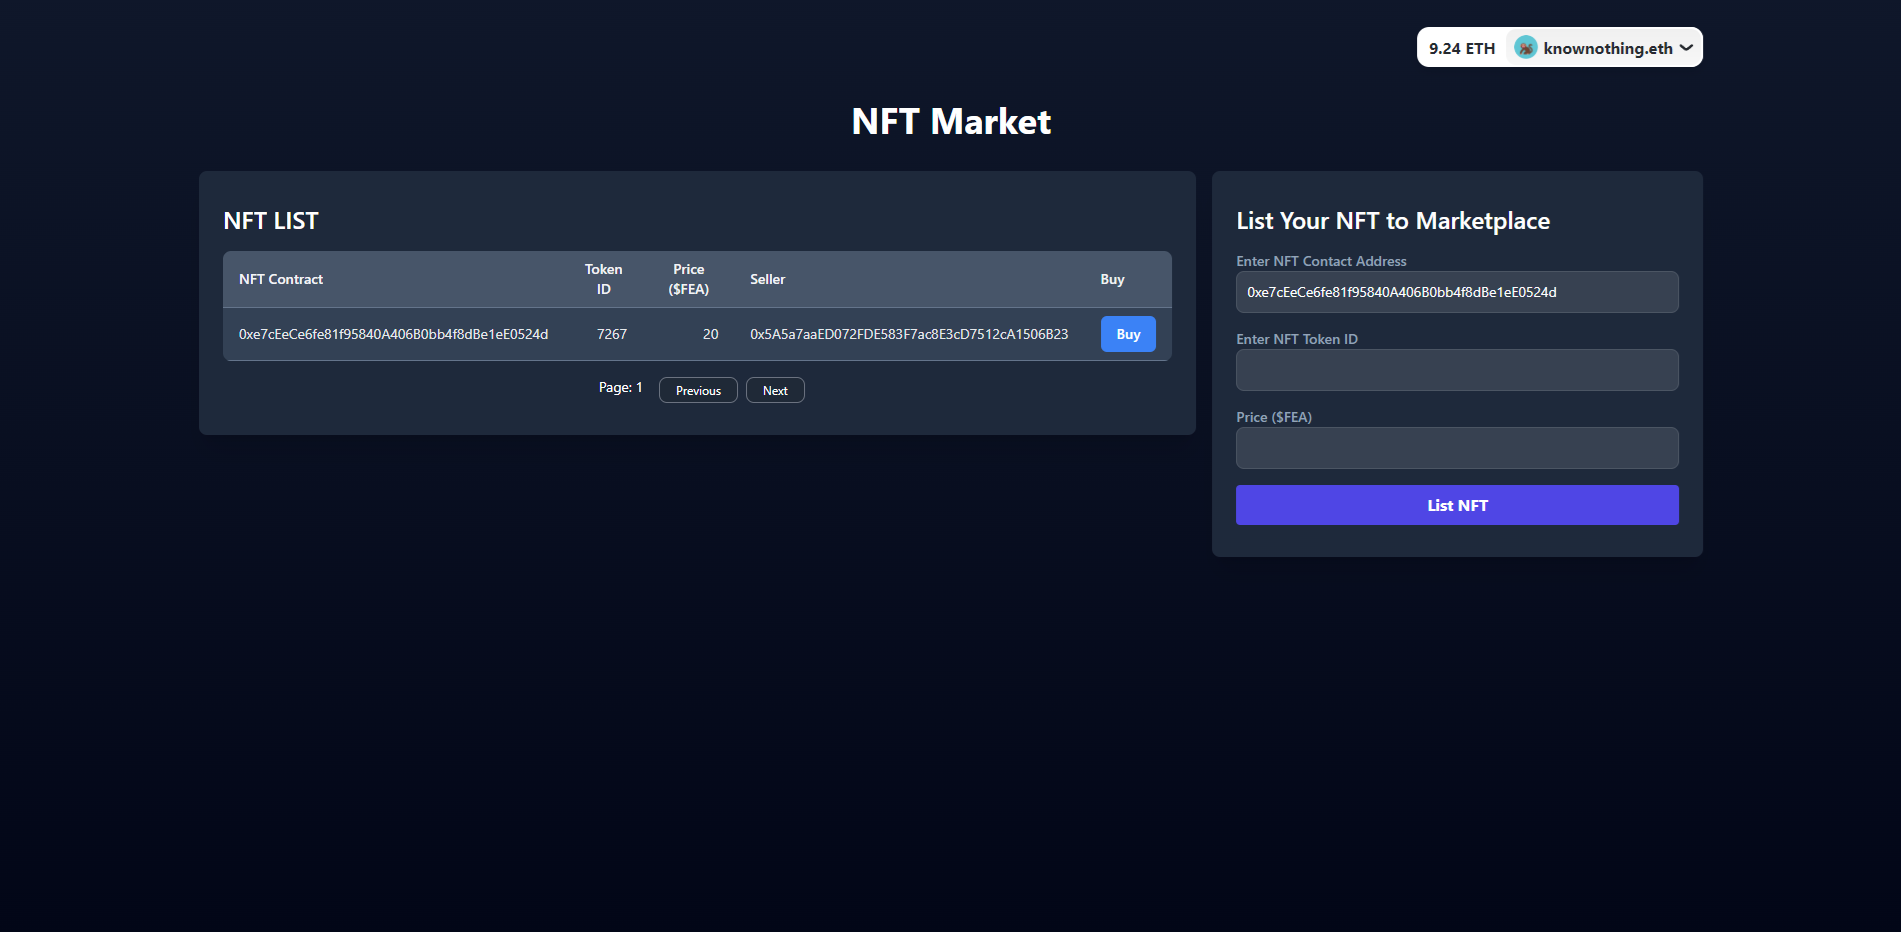 9.24 ETH knownothing.eth
NFT Market
NFT LIST
NFT Contract Token ID Price ($FEA) Seller Buy
0xe7cEeCe6fe81f95840A406B0bb4f8dBe1eE0524d 7267 20 0x5A5a7aaED072FDE583F7ac8E3cD7512cA1506B23 Buy
Page: 1 Previous Next
List Your NFT to Marketplace
Enter NFT Contact Address
0xe7cEeCe6fe81f95840A406B0bb4f8dBe1eE0524d
Enter NFT Token ID
Price ($FEA)
List NFT